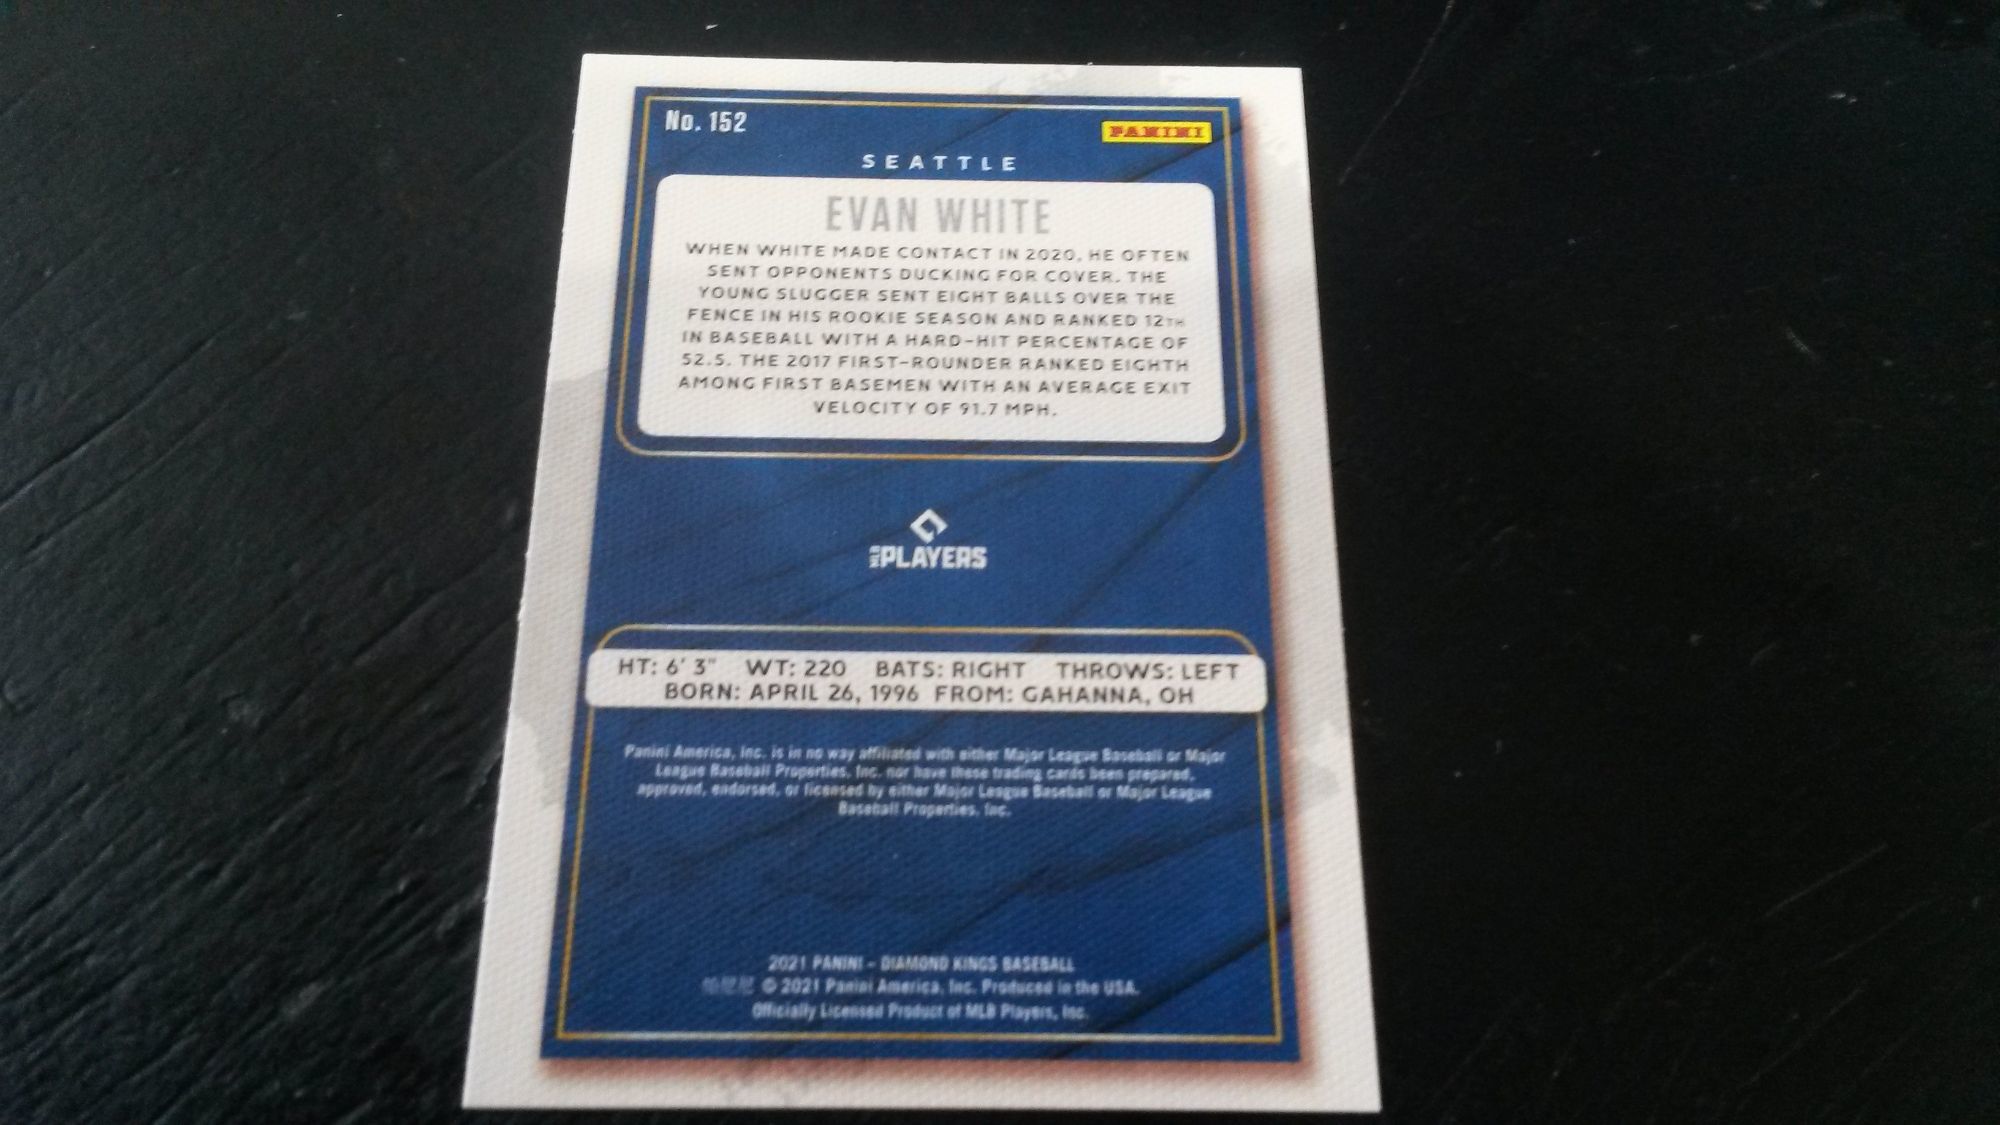 No. 152
PANINI
SEATTLE
EVAN WHITE
WHEN WHITE MADE CONTACT IN 2020, HE OFTEN
SENT OPPONENTS DUCKING FOR COVER. THE
YOUNG SLUGGER SENT EIGHT BALLS OVER THE
FENCE IN HIS ROOKIE SEASON AND RANKED 12TH
IN BASEBALL WITH A HARD-HIT PERCENTAGE OF
52.5. THE 2017 FIRST-ROUNDER RANKED EIGHTH
AMONG FIRST BASEMEN WITH AN AVERAGE EXIT
VELOCITY OF 91.7 MPH.
MLB PLAYERS
HT: 6' 3" WT: 220 BATS: RIGHT THROWS: LEFT
BORN: APRIL 26, 1996 FROM: GAHANNA, OH
Panini America, Inc. is in no way affiliated with either Major League Baseball or Major
League Baseball Properties, Inc. nor have these trading cards been prepared,
approved, endorsed, or licensed by either Major League Baseball or Major League
Baseball Properties, Inc.
2021 PANINI - DIAMOND KINGS BASEBALL
© 2021 Panini America, Inc. Produced in the USA.
Officially Licensed Product of MLB Players, Inc.